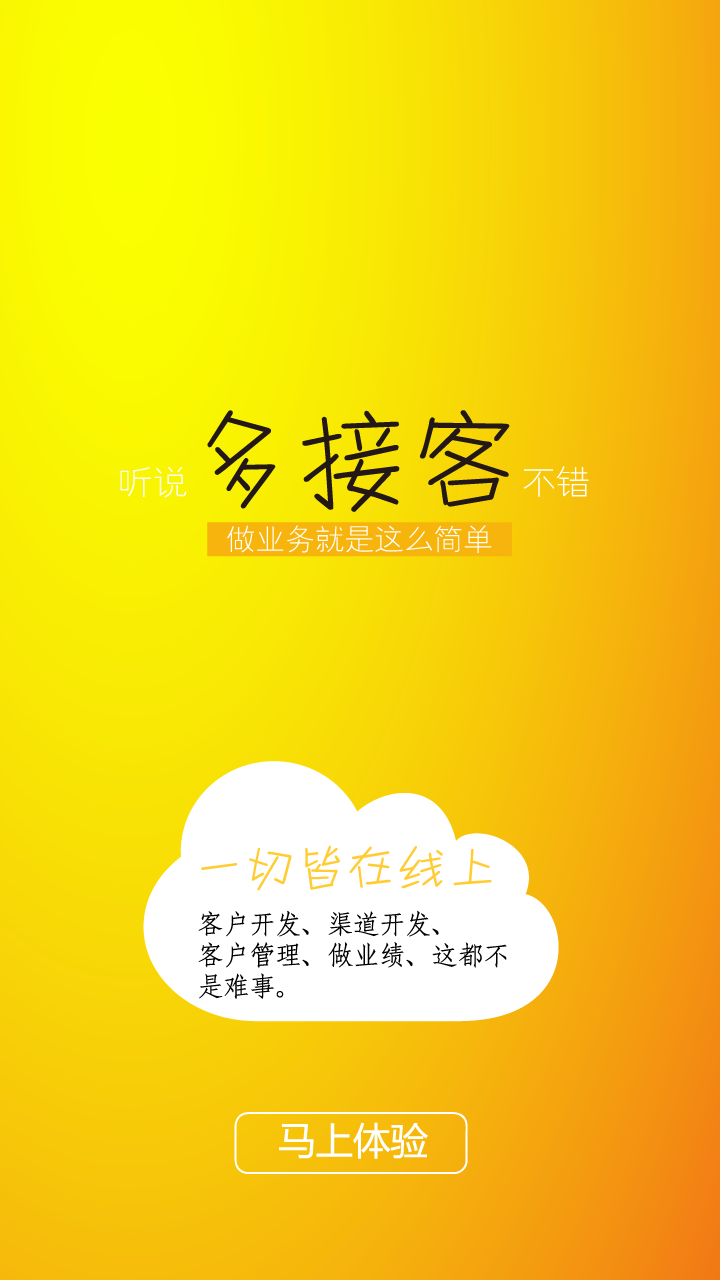 听说 多接客 不错
做业务就是这么简单
一切皆在线上
客户开发、渠道开发、
客户管理、做业绩、这都不
是难事。
马上体验